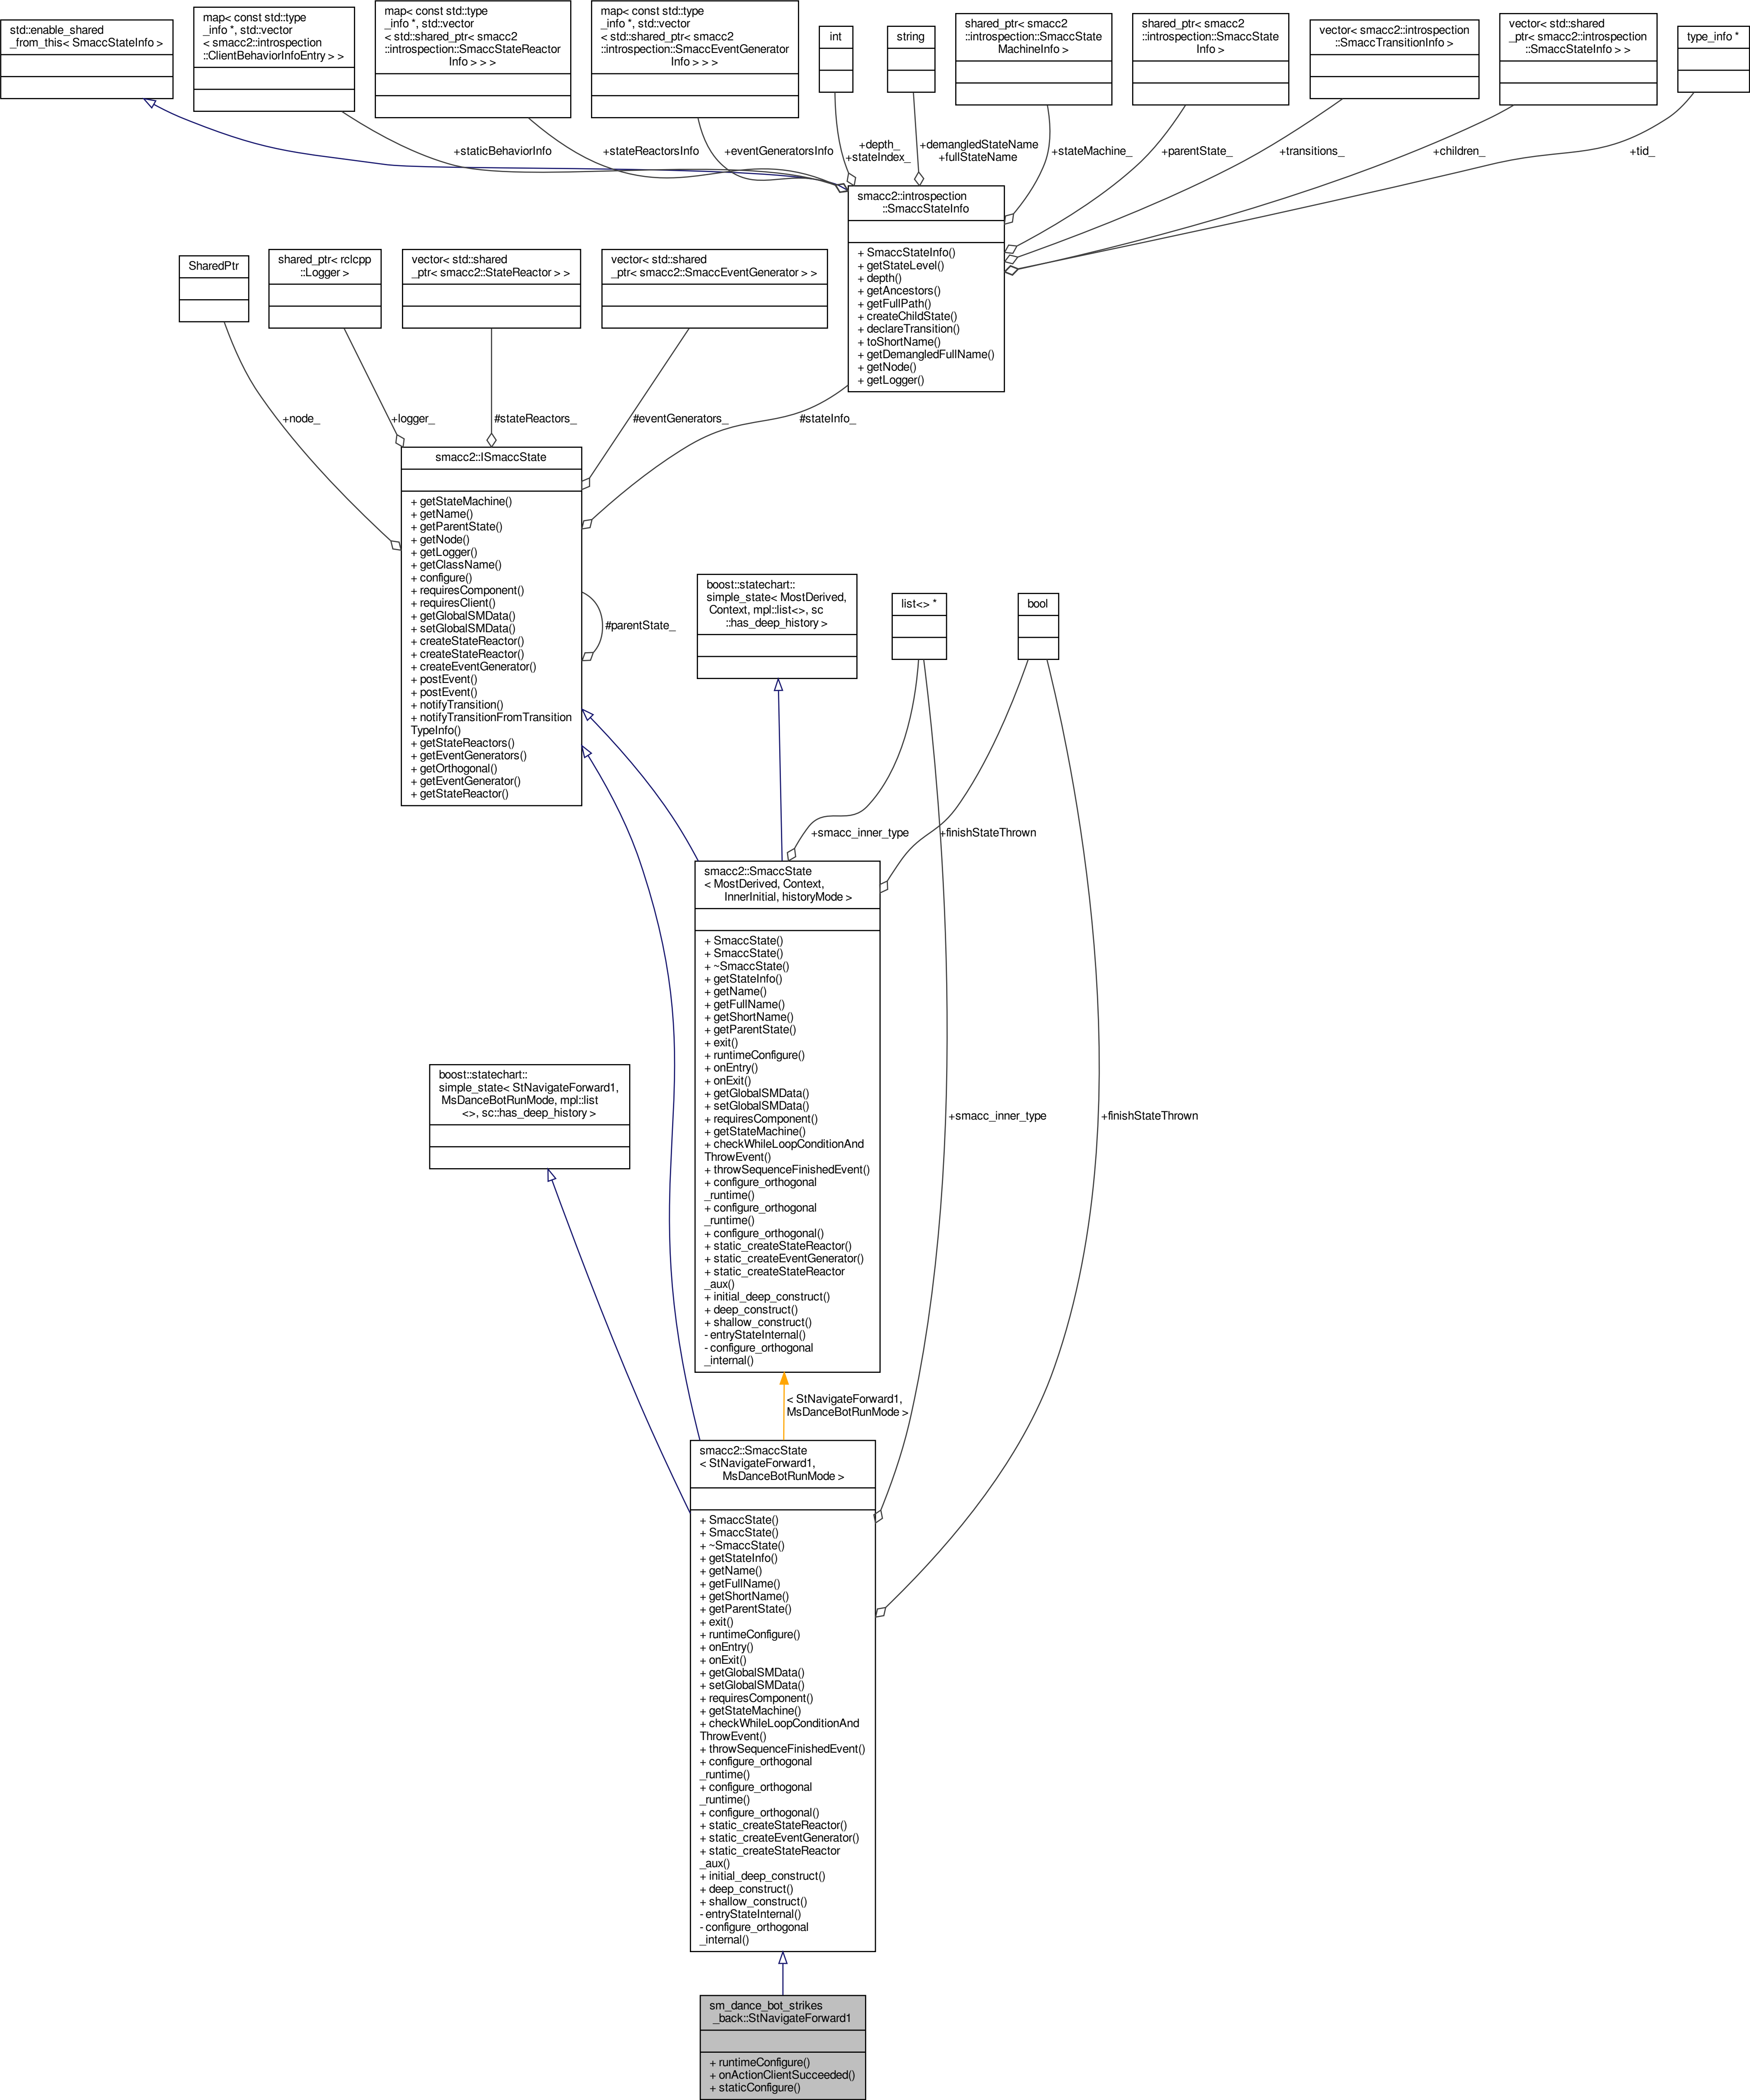 std::enable_shared
_from_this< SmaccStateInfo >
map< const std::type
_info *, std::vector
< smacc2::introspection
::ClientBehaviorInfoEntry > >
map< const std::type
_info *, std::vector
< std::shared_ptr< smacc2
::introspection::SmaccStateReactor
Info > > >
map< const std::type
_info *, std::vector
< std::shared_ptr< smacc2
::introspection::SmaccEventGenerator
Info > > >
int
string
shared_ptr< smacc2
::introspection::SmaccState
MachineInfo >
shared_ptr< smacc2
::introspection::SmaccState
Info >
vector< smacc2::introspection
::SmaccTransitionInfo >
vector< std::shared
_ptr< smacc2::introspection
::SmaccStateInfo > >
type_info *
+staticBehaviorInfo
+stateReactorsInfo
+eventGeneratorsInfo
+depth_
+stateIndex_
+demangledStateName
+fullStateName
+stateMachine_
+parentState_
+transitions_
+children_
+tid_
smacc2::introspection
::SmaccStateInfo
+ SmaccStateInfo()
+ getStateLevel()
+ depth()
+ getAncestors()
+ getFullPath()
+ createChildState()
+ declareTransition()
+ toShortName()
+ getDemangledFullName()
+ getNode()
+ getLogger()
SharedPtr
shared_ptr< rclcpp
::Logger >
vector< std::shared
_ptr< smacc2::StateReactor > >
vector< std::shared
_ptr< smacc2::SmaccEventGenerator > >
+node_
+logger_
#stateReactors_
#eventGenerators_
#stateInfo_
smacc2::ISmaccState
+ getStateMachine()
+ getName()
+ getParentState()
+ getNode()
+ getLogger()
+ getClassName()
+ configure()
+ requiresComponent()
+ requiresClient()
+ getGlobalSMData()
+ setGlobalSMData()
+ createStateReactor()
+ createStateReactor()
+ createEventGenerator()
+ postEvent()
+ postEvent()
+ notifyTransition()
+ notifyTransitionFromTransition
TypeInfo()
+ getStateReactors()
+ getEventGenerators()
+ getOrthogonal()
+ getEventGenerator()
+ getStateReactor()
#parentState_
boost::statechart::
simple_state< MostDerived,
Context, mpl::list<>, sc
::has_deep_history >
list<> *
bool
+smacc_inner_type
+finishStateThrown
smacc2::SmaccState
< MostDerived, Context,
InnerInitial, historyMode >
+ SmaccState()
+ SmaccState()
+ ~SmaccState()
+ getStateInfo()
+ getName()
+ getFullName()
+ getShortName()
+ getParentState()
+ exit()
+ runtimeConfigure()
+ onEntry()
+ onExit()
+ getGlobalSMData()
+ setGlobalSMData()
+ requiresComponent()
+ getStateMachine()
+ checkWhileLoopConditionAnd
ThrowEvent()
+ throwSequenceFinishedEvent()
+ configure_orthogonal
_runtime()
+ configure_orthogonal
_runtime()
+ configure_orthogonal()
+ static_createStateReactor()
+ static_createEventGenerator()
+ static_createStateReactor
_aux()
+ initial_deep_construct()
+ deep_construct()
+ shallow_construct()
- entryStateInternal()
- configure_orthogonal
_internal()
boost::statechart::
simple_state< StNavigateForward1,
MsDanceBotRunMode, mpl::list
<>, sc::has_deep_history >
+smacc_inner_type
+finishStateThrown
< StNavigateForward1,
MsDanceBotRunMode >
smacc2::SmaccState
< StNavigateForward1,
MsDanceBotRunMode >
+ SmaccState()
+ SmaccState()
+ ~SmaccState()
+ getStateInfo()
+ getName()
+ getFullName()
+ getShortName()
+ getParentState()
+ exit()
+ runtimeConfigure()
+ onEntry()
+ onExit()
+ getGlobalSMData()
+ setGlobalSMData()
+ requiresComponent()
+ getStateMachine()
+ checkWhileLoopConditionAnd
ThrowEvent()
+ throwSequenceFinishedEvent()
+ configure_orthogonal
_runtime()
+ configure_orthogonal
_runtime()
+ configure_orthogonal()
+ static_createStateReactor()
+ static_createEventGenerator()
+ static_createStateReactor
_aux()
+ initial_deep_construct()
+ deep_construct()
+ shallow_construct()
- entryStateInternal()
- configure_orthogonal
_internal()
sm_dance_bot_strikes
_back::StNavigateForward1
+ runtimeConfigure()
+ onActionClientSucceeded()
+ staticConfigure()